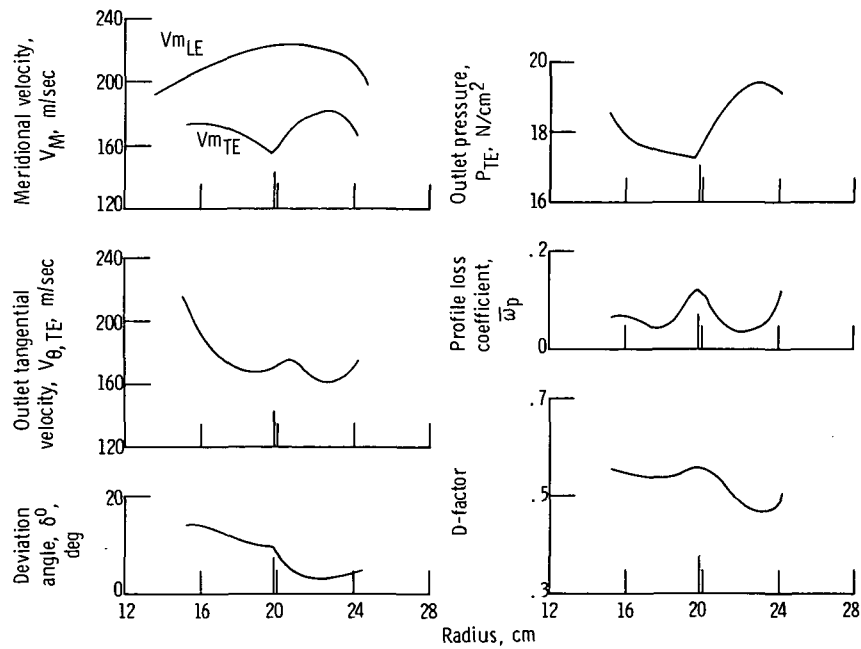 Meridional velocity,
V_M, m/sec
240
200
160
120
Vm_LE
Vm_TE
Outlet tangential
velocity, V_θ,TE, m/sec
240
200
160
120
Deviation
angle, δ⁰,
deg
20
0
12
16
20
24
28
Outlet pressure,
P_TE, N/cm²
20
18
16
Profile loss
coefficient,
ω̅p
.2
0
D-factor
.7
.5
.3
12
16
20
24
28
Radius, cm